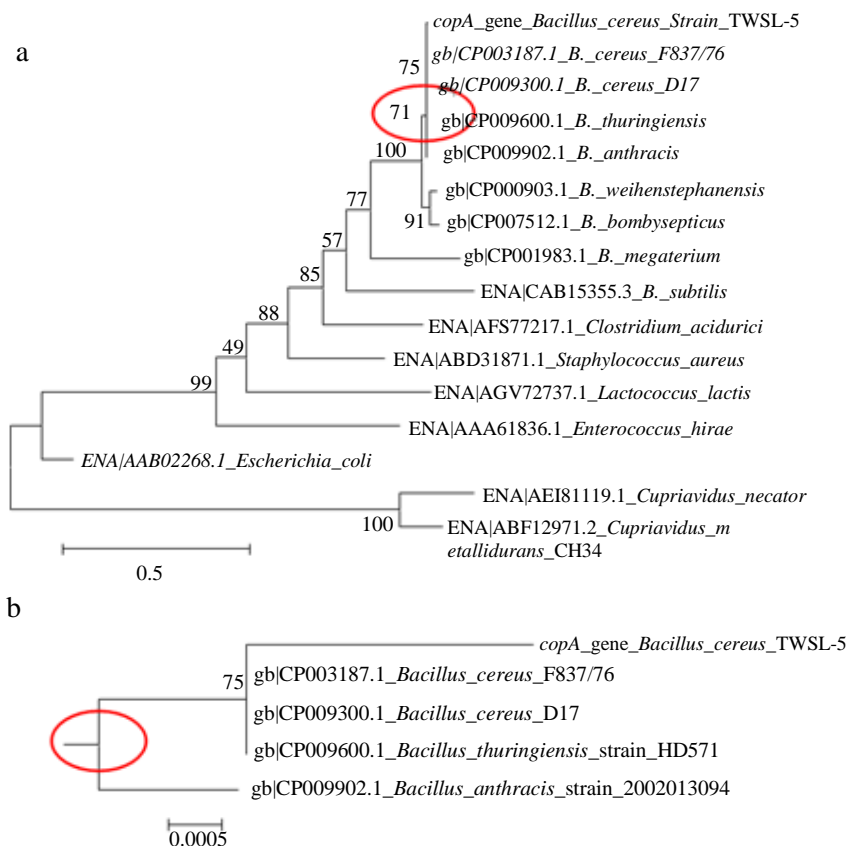 a
copA_gene_Bacillus_cereus_Strain_TWSL-5
gb|CP003187.1_B._cereus_F837/76
75
gb|CP009300.1_B._cereus_D17
71
gb|CP009600.1_B._thuringiensis
100
gb|CP009902.1_B._anthracis
gb|CP000903.1_B._weihenstephanensis
77
91
gb|CP007512.1_B._bombysepticus
57
gb|CP001983.1_B._megaterium
85
ENA|CAB15355.3_B._subtilis
88
ENA|AFS77217.1_Clostridium_acidurici
49
ENA|ABD31871.1_Staphylococcus_aureus
99
ENA|AGV72737.1_Lactococcus_lactis
ENA|AAA61836.1_Enterococcus_hirae
ENA|AAB02268.1_Escherichia_coli
ENA|AEI81119.1_Cupriavidus_necator
100
ENA|ABF12971.2_Cupriavidus_m
etallidurans_CH34
0.5
b
copA_gene_Bacillus_cereus_TWSL-5
75
gb|CP003187.1_Bacillus_cereus_F837/76
gb|CP009300.1_Bacillus_cereus_D17
gb|CP009600.1_Bacillus_thuringiensis_strain_HD571
gb|CP009902.1_Bacillus_anthracis_strain_2002013094
0.0005